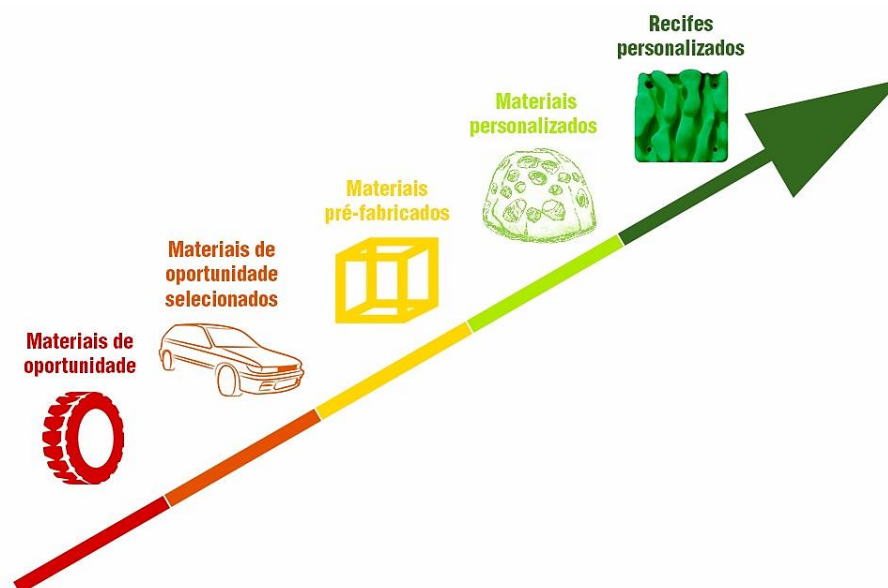 Materiais de
oportunidade
Materiais de
oportunidade
selecionados
Materiais
pré-fabricados
Materiais
personalizados
Recifes
personalizados